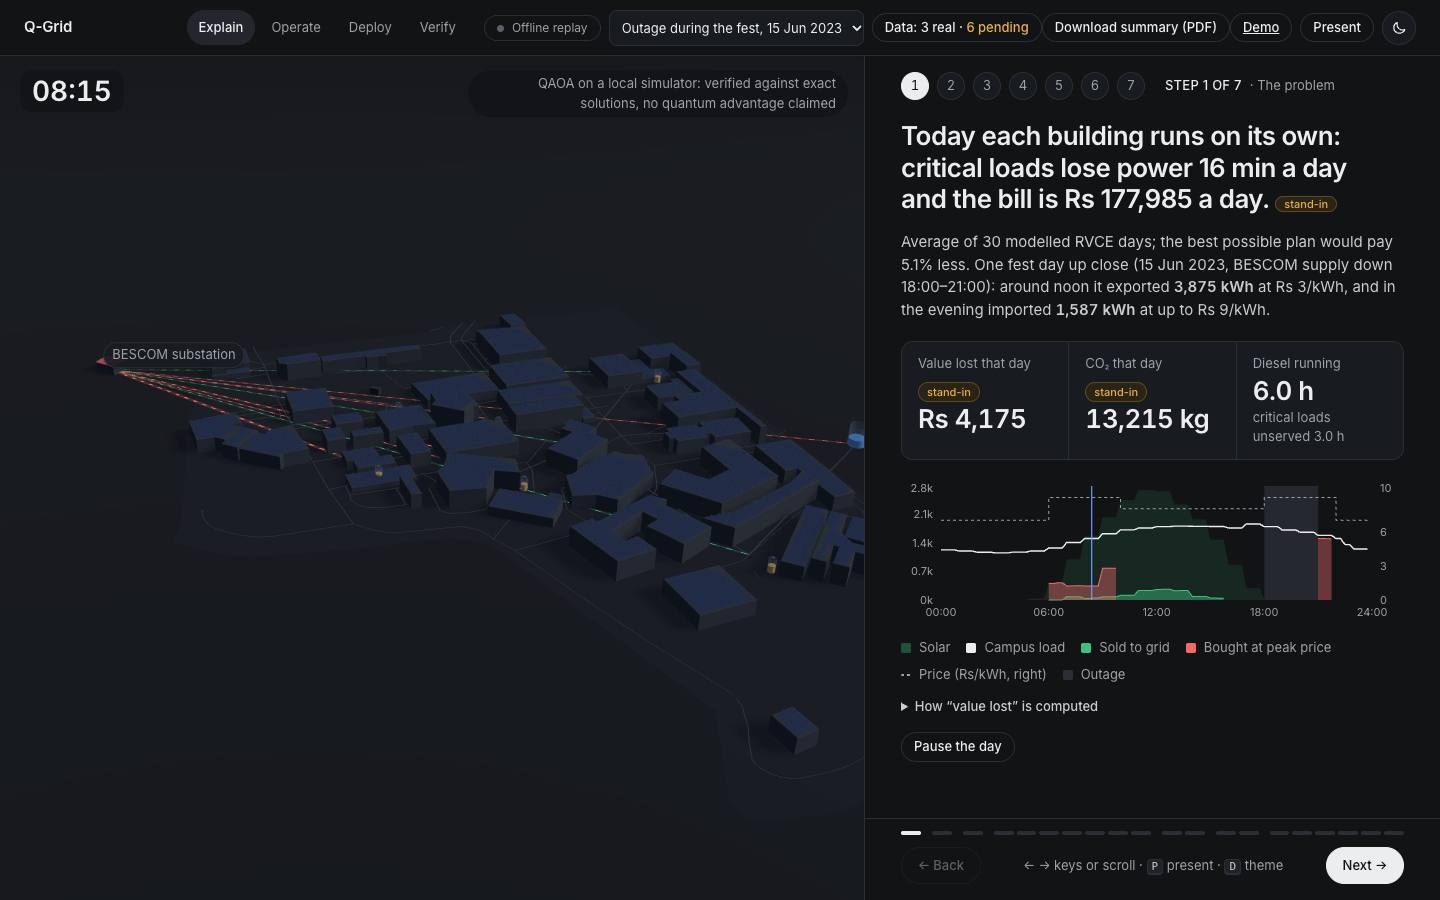 Q-Grid
Explain
Operate
Deploy
Verify
Offline replay
Outage during the fest, 15 Jun 2023
Data: 3 real · 6 pending
Download summary (PDF)
Demo
Present
08:15
QAOA on a local simulator: verified against exact
solutions, no quantum advantage claimed
BESCOM substation
1 2 3 4 5 6 7 STEP 1 OF 7 · The problem
Today each building runs on its own:
critical loads lose power 16 min a day
and the bill is Rs 177,985 a day. stand-in
Average of 30 modelled RVCE days; the best possible plan would pay
5.1% less. One fest day up close (15 Jun 2023, BESCOM supply down
18:00–21:00): around noon it exported 3,875 kWh at Rs 3/kWh, and in
the evening imported 1,587 kWh at up to Rs 9/kWh.
Value lost that day
stand-in
Rs 4,175
CO₂ that day
stand-in
13,215 kg
Diesel running
6.0 h
critical loads
unserved 3.0 h
2.8k
2.1k
1.4k
0.7k
0k
10
6
3
0
00:00 06:00 12:00 18:00 24:00
Solar
Campus load
Sold to grid
Bought at peak price
Price (Rs/kWh, right)
Outage
▶ How “value lost” is computed
Pause the day
← Back
← → keys or scroll · P present · D theme
Next →